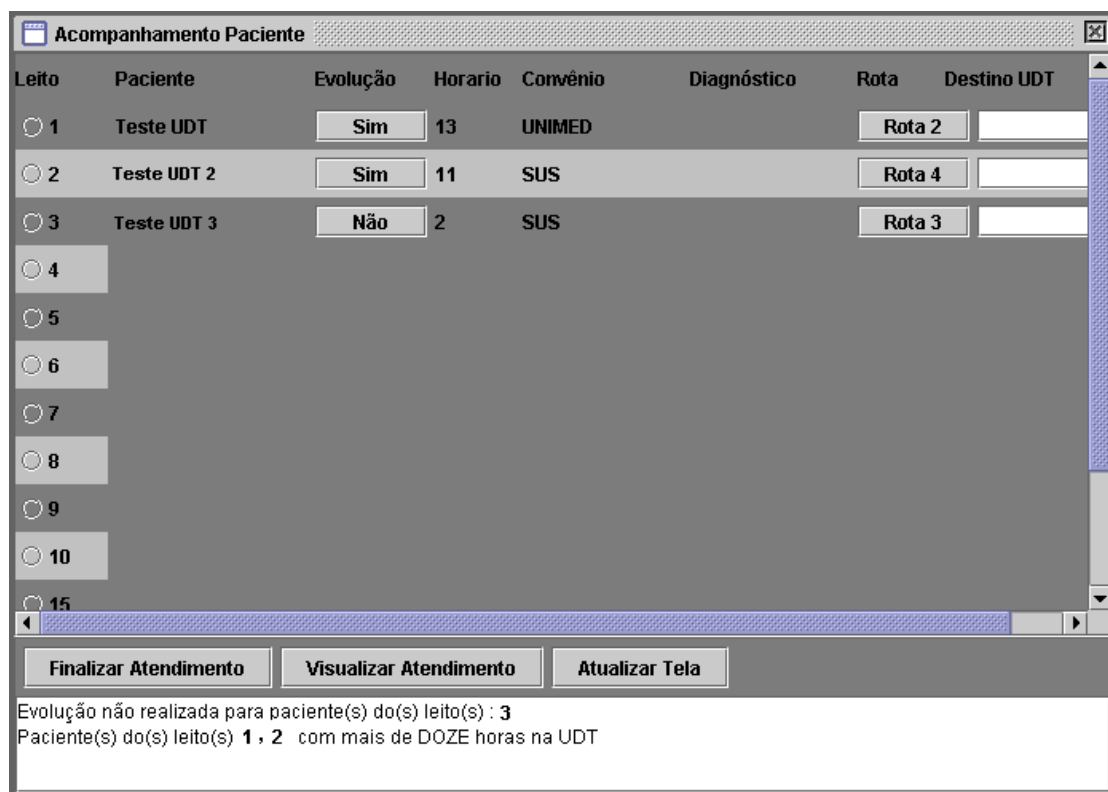 Acompanhamento Paciente
Leito Paciente Evolução Horario Convênio Diagnóstico Rota Destino UDT
1 Teste UDT Sim 13 UNIMED Rota 2
2 Teste UDT 2 Sim 11 SUS Rota 4
3 Teste UDT 3 Não 2 SUS Rota 3
4
5
6
7
8
9
10
15
Finalizar Atendimento Visualizar Atendimento Atualizar Tela
Evolução não realizada para paciente(s) do(s) leito(s) : 3
Paciente(s) do(s) leito(s) 1 , 2 com mais de DOZE horas na UDT